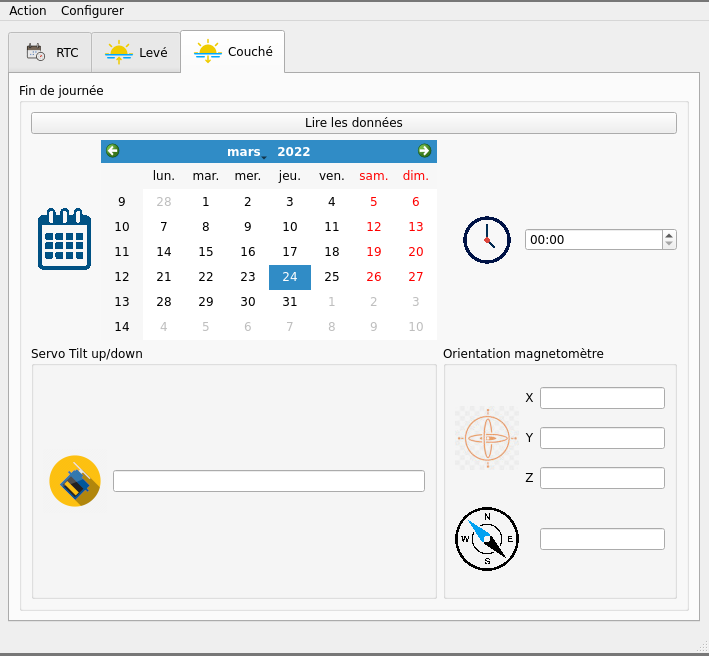 Action Configurer
RTC Levé Couché
Fin de journée
Lire les données
mars 2022
lun. mar. mer. jeu. ven. sam. dim.
9 28 1 2 3 4 5 6
10 7 8 9 10 11 12 13
11 14 15 16 17 18 19 20
12 21 22 23 24 25 26 27
13 28 29 30 31 1 2 3
14 4 5 6 7 8 9 10
00:00
Servo Tilt up/down
Orientation magnetomètre
X
Y
Z
N
W E
S